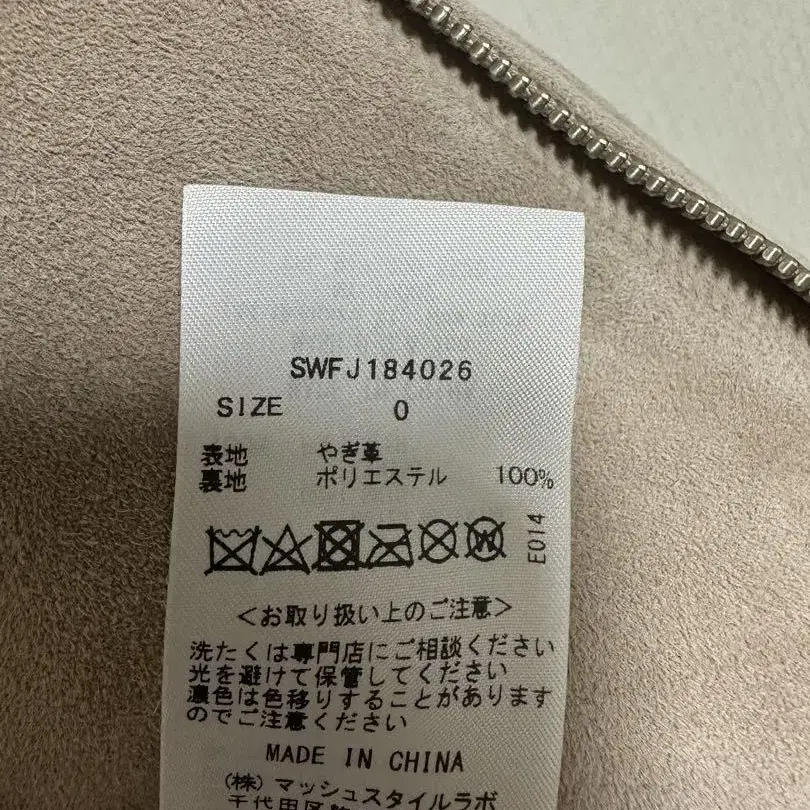 SWFJ184026
SIZE 0
表地 やぎ革
裏地 ポリエステル 100%
W
E014
<お取り扱い上のご注意>
洗たくは専門店にご相談ください
光を避けて保管してください
濃色は色移りすることがあります
のでご注意ください
MADE IN CHINA
(株)マッシュスタイルラボ
千代田区